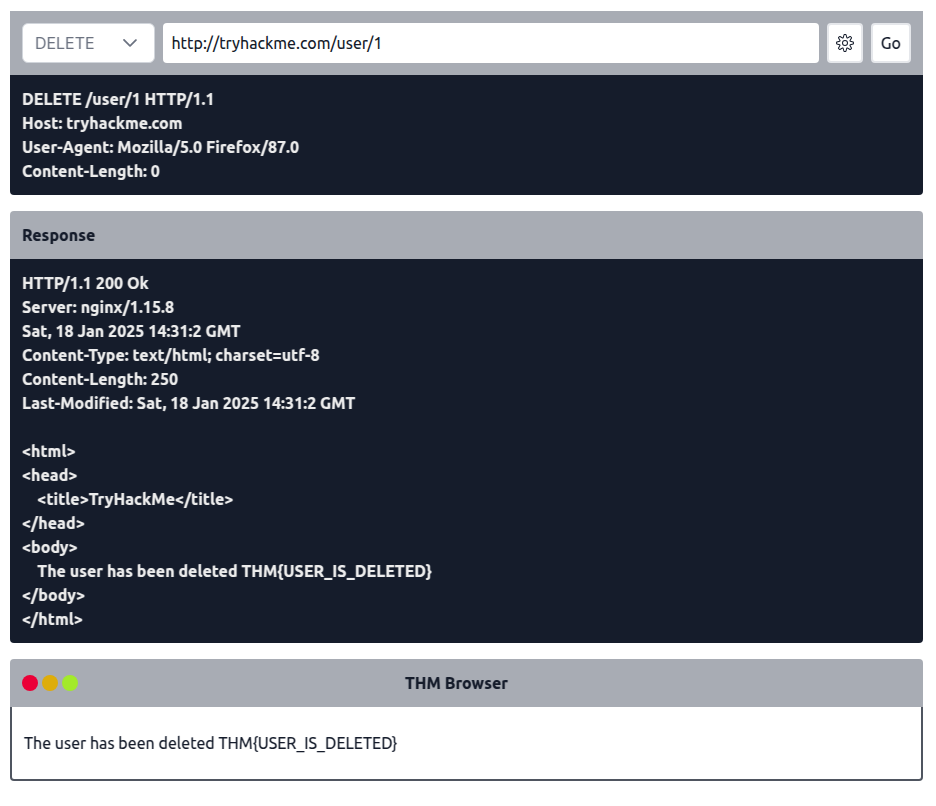 DELETE
http://tryhackme.com/user/1
Go
DELETE /user/1 HTTP/1.1
Host: tryhackme.com
User-Agent: Mozilla/5.0 Firefox/87.0
Content-Length: 0
Response
HTTP/1.1 200 Ok
Server: nginx/1.15.8
Sat, 18 Jan 2025 14:31:2 GMT
Content-Type: text/html; charset=utf-8
Content-Length: 250
Last-Modified: Sat, 18 Jan 2025 14:31:2 GMT
<html>
<head>
<title>TryHackMe</title>
</head>
<body>
The user has been deleted THM{USER_IS_DELETED}
</body>
</html>
THM Browser
The user has been deleted THM{USER_IS_DELETED}